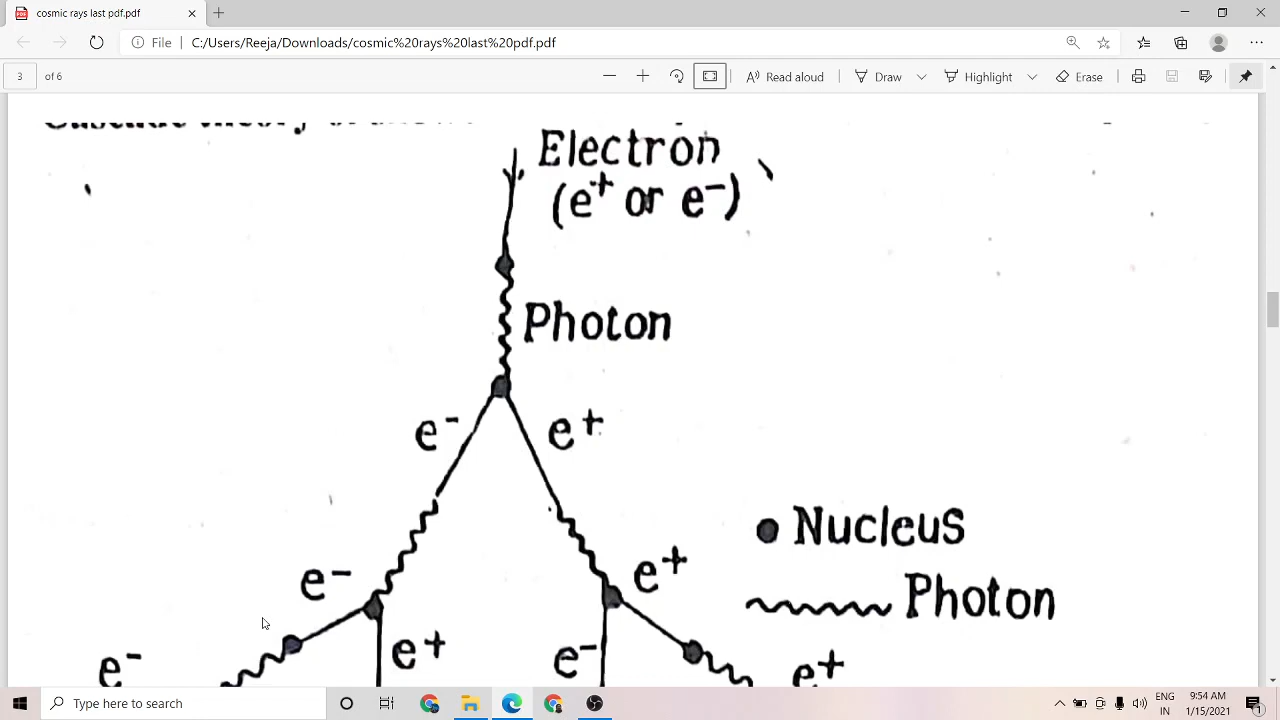 cosmic rays last pdf.pdf
File C:/Users/Reeja/Downloads/cosmic%20rays%20last%20pdf.pdf
3 of 6 Read aloud Draw Highlight Erase
Electron
(e+ or e−)
Photon
e− e+
Nucleus
e− e+
Photon
e+ e−
e− e+
Type here to search
ENG 9:54 AM
IN 1/15/2021